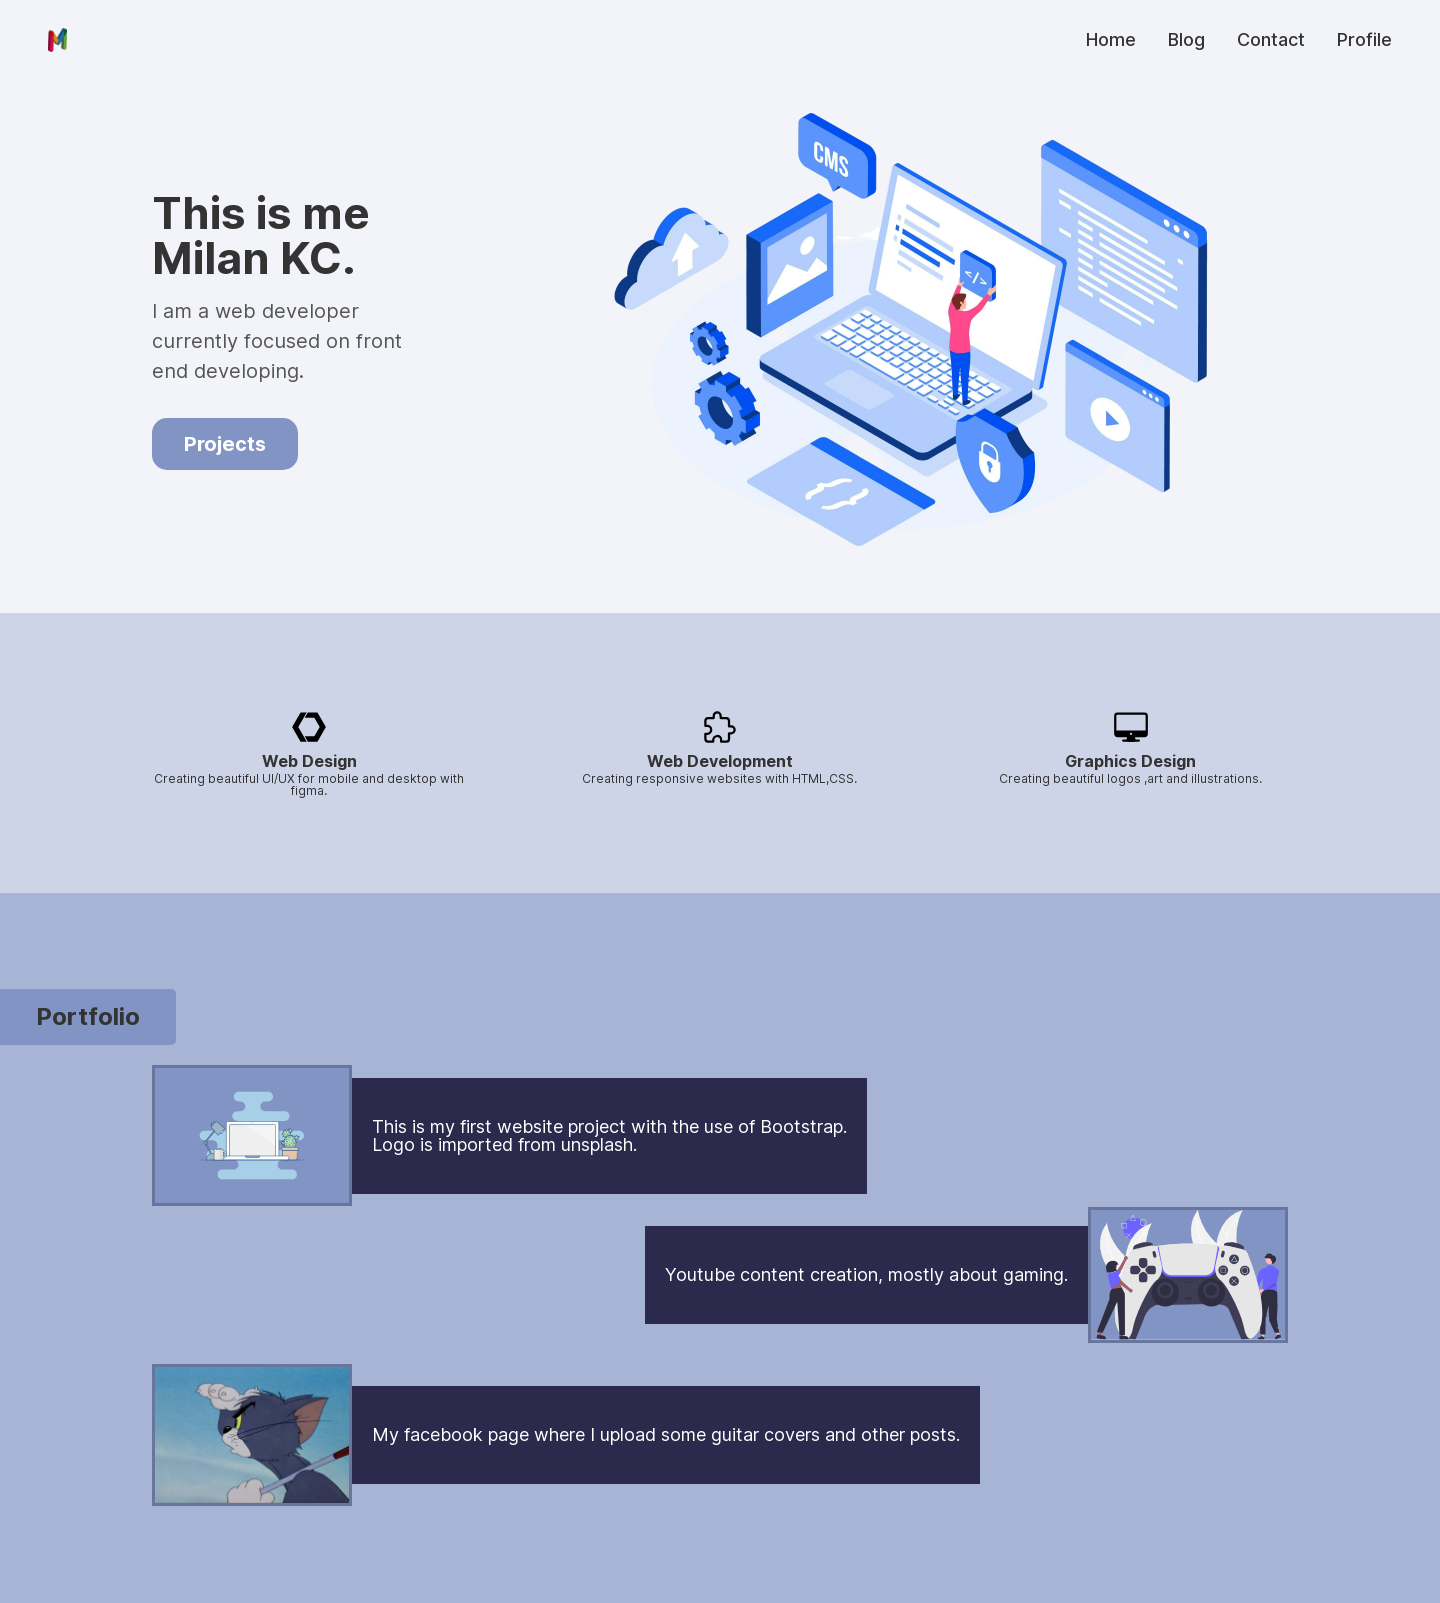 M
Home Blog Contact Profile
CMS
</>
This is me
Milan KC.
I am a web developer
currently focused on front
end developing.
Projects
{ }
Web Design
Creating beautiful UI/UX for mobile and desktop with
figma.
Web Development
Creating responsive websites with HTML,CSS.
Graphics Design
Creating beautiful logos ,art and illustrations.
Portfolio
This is my first website project with the use of Bootstrap.
Logo is imported from unsplash.
Youtube content creation, mostly about gaming.
My facebook page where I upload some guitar covers and other posts.